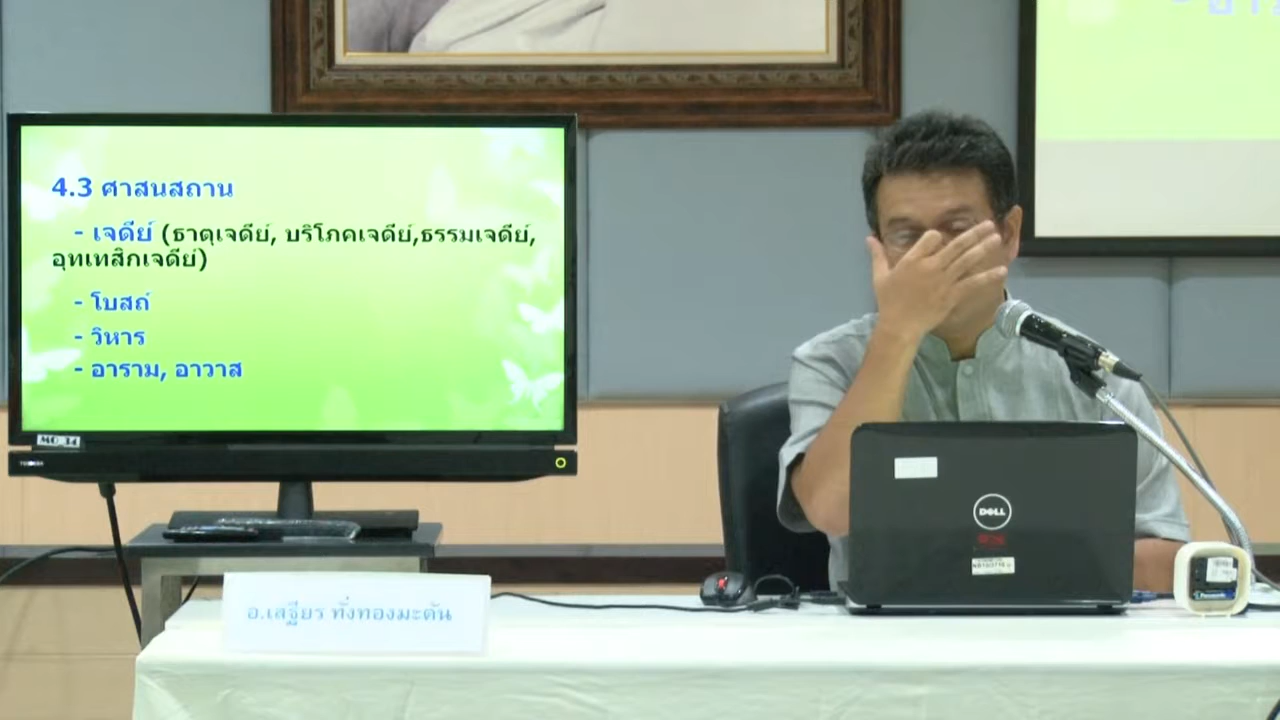 4.3 ศาสนสถาน
- เจดีย์ (ธาตุเจดีย์, บริโภคเจดีย์,ธรรมเจดีย์,
อุทเทสิกเจดีย์)
- โบสถ์
- วิหาร
- อาราม, อาวาส
อ.เสฐียร ทั่งทองมะดัน
DELL
Panasonic